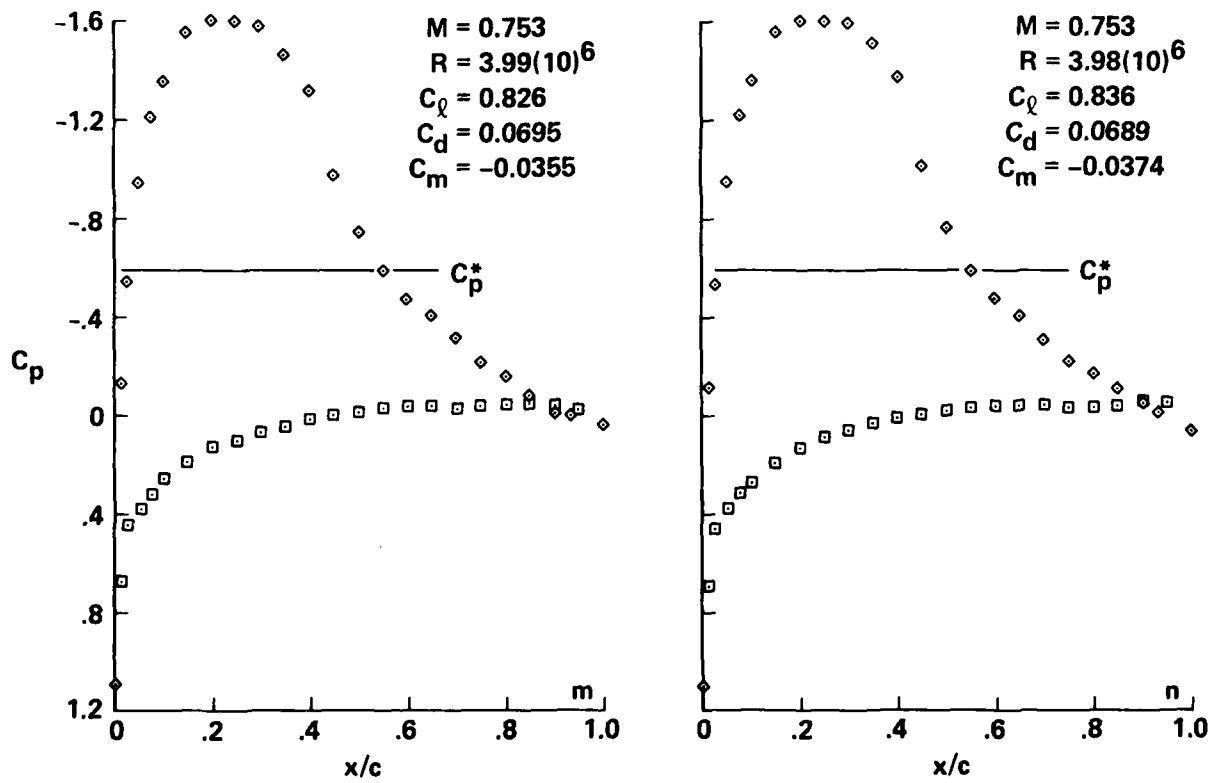 -1.6
-1.2
-.8
-.4
0
.4
.8
1.2
C_p
M = 0.753
R = 3.99(10)^6
C_ℓ = 0.826
C_d = 0.0695
C_m = -0.0355
C_p^*
m
0 .2 .4 .6 .8 1.0
x/c
M = 0.753
R = 3.98(10)^6
C_ℓ = 0.836
C_d = 0.0689
C_m = -0.0374
C_p^*
n
0 .2 .4 .6 .8 1.0
x/c